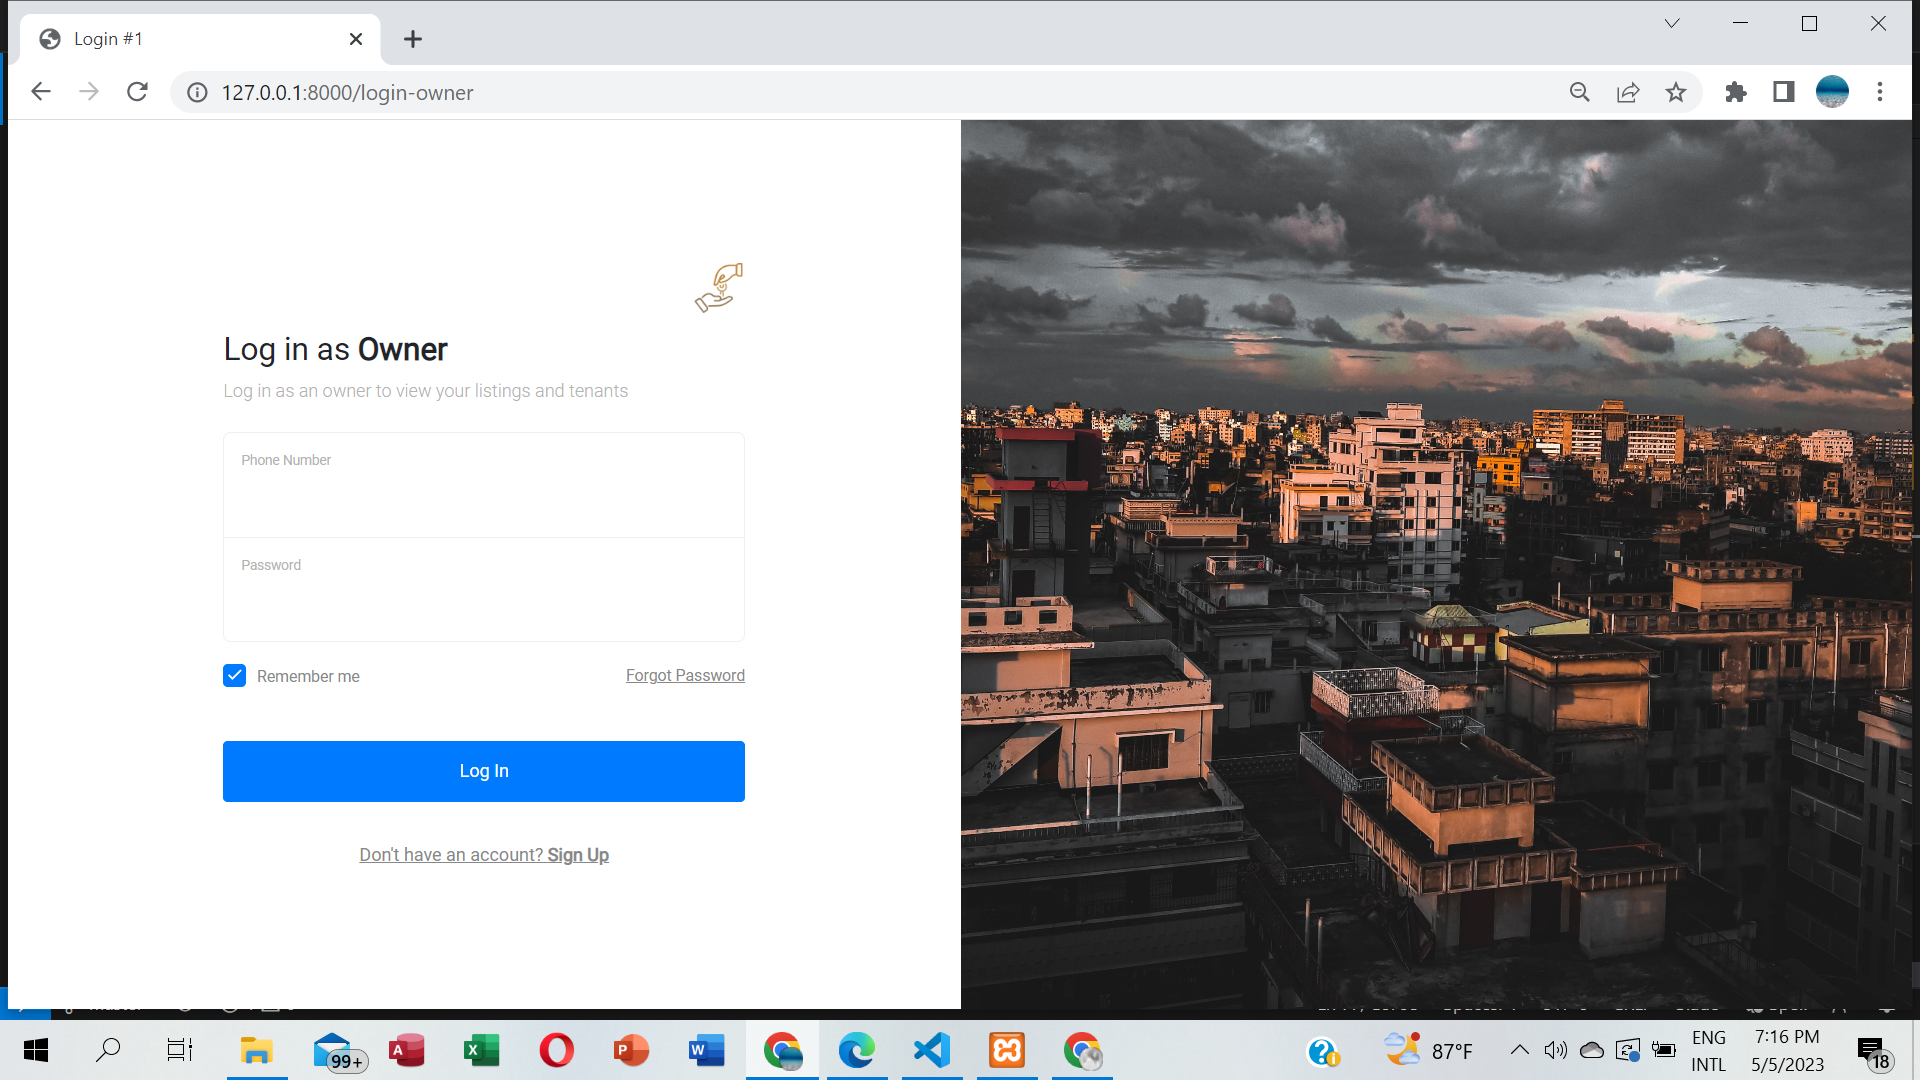 Login #1
127.0.0.1:8000/login-owner
Log in as Owner
Log in as an owner to view your listings and tenants
Phone Number
Password
Remember me
Forgot Password
Log In
Don't have an account? Sign Up
99+
87°F
ENG
INTL
7:16 PM
5/5/2023
18